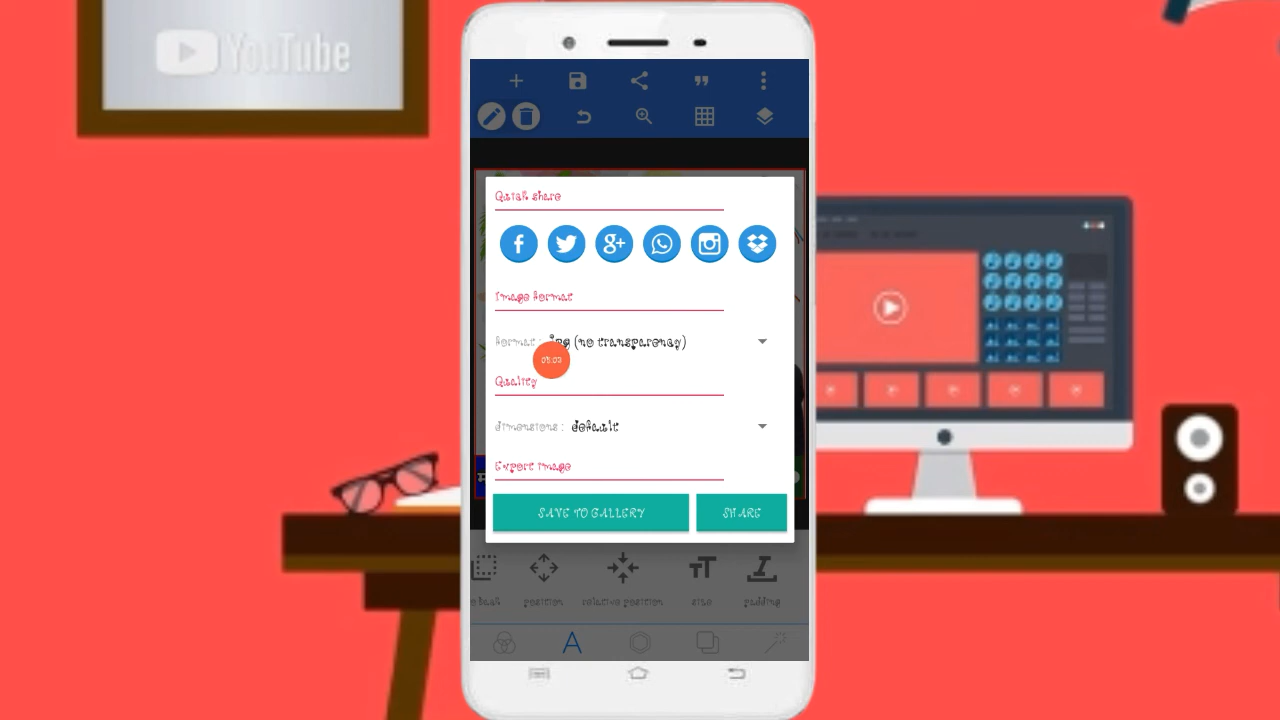 YouTube
Quick share
Image format
format : jpg (no transparency)
05:03
Quality
dimensions : default
Export image
SAVE TO GALLERY
SHARE
position
relative position
size
padding